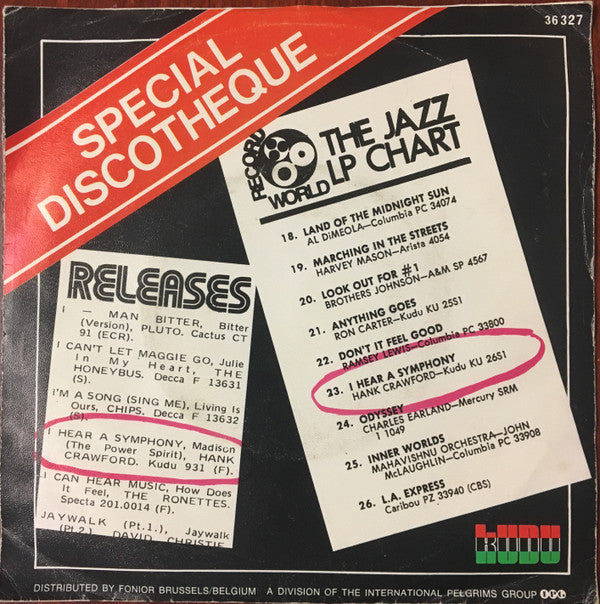 36327
SPECIAL
DISCOTHEQUE
RECORD
WORLD
THE JAZZ
LP CHART
18. LAND OF THE MIDNIGHT SUN
AL DiMEOLA—Columbia PC 34074
19. MARCHING IN THE STREETS
HARVEY MASON—Arista 4054
20. LOOK OUT FOR #1
BROTHERS JOHNSON—A&M SP 4567
21. ANYTHING GOES
RON CARTER—Kudu KU 25S1
22. DON'T IT FEEL GOOD
RAMSEY LEWIS—Columbia PC 33800
23. I HEAR A SYMPHONY
HANK CRAWFORD—Kudu KU 26S1
24. ODYSSEY
CHARLES EARLAND—Mercury SRM
1 1049
25. INNER WORLDS
MAHAVISHNU ORCHESTRA—JOHN
McLAUGHLIN—Columbia PC 33908
26. L.A. EXPRESS
Caribou PZ 33940 (CBS)
RELEASES
I — MAN BITTER, Bitter
(Version), PLUTO. Cactus CT
91 (ECR).
I CAN'T LET MAGGIE GO, Julie
In My Heart, THE
HONEYBUS. Decca F 13631
(S).
I'M A SONG (SING ME), Living Is
Ours, CHIPS. Decca F 13632
(S).
I HEAR A SYMPHONY, Madison
(The Power Spirit), HANK
CRAWFORD. Kudu 931 (F).
I CAN HEAR MUSIC, How Does
It Feel, THE RONETTES.
Specta 201.0014 (F).
JAYWALK (Pt.1.), Jaywalk
(Pt.2.) DAVID CHRISTIE.
KUDU
DISTRIBUTED BY FONIOR BRUSSELS/BELGIUM A DIVISION OF THE INTERNATIONAL PELGRIMS GROUP IPG